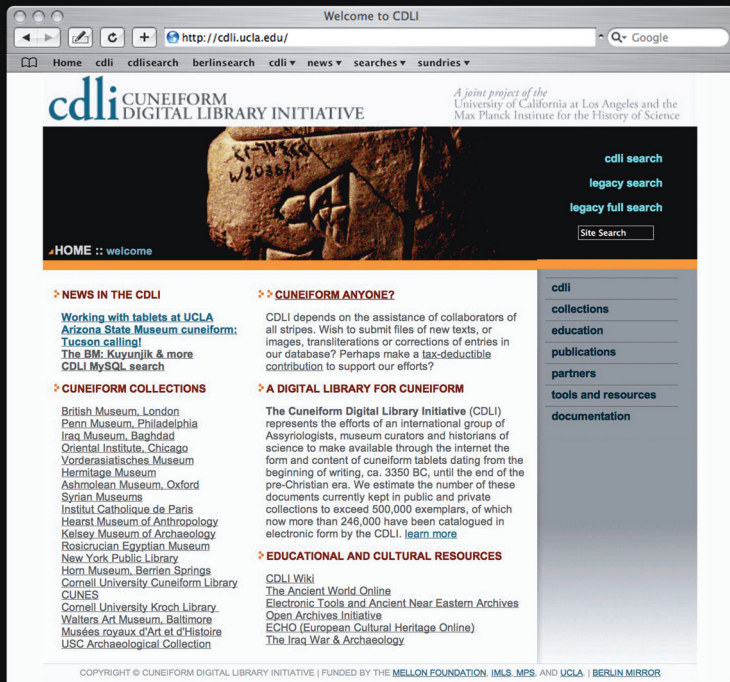 Welcome to CDLI
http://cdli.ucla.edu/
Google
Home cdli cdlisearch berlinsearch cdli news searches sundries
cdli CUNEIFORM
DIGITAL LIBRARY INITIATIVE
A joint project of the
University of California at Los Angeles and the
Max Planck Institute for the History of Science
cdli search
legacy search
legacy full search
Site Search
HOME :: welcome
NEWS IN THE CDLI
Working with tablets at UCLA
Arizona State Museum cuneiform:
Tucson calling!
The BM: Kuyunjik & more
CDLI MySQL search
CUNEIFORM COLLECTIONS
British Museum, London
Penn Museum, Philadelphia
Iraq Museum, Baghdad
Oriental Institute, Chicago
Vorderasiatisches Museum
Hermitage Museum
Ashmolean Museum, Oxford
Syrian Museums
Institut Catholique de Paris
Hearst Museum of Anthropology
Kelsey Museum of Archaeology
Rosicrucian Egyptian Museum
New York Public Library
Horn Museum, Berrien Springs
Cornell University Cuneiform Library
CUNES
Cornell University Kroch Library
Walters Art Museum, Baltimore
Musées royaux d'Art et d'Histoire
USC Archaeological Collection
CUNEIFORM ANYONE?
CDLI depends on the assistance of collaborators of
all stripes. Wish to submit files of new texts, or
images, transliterations or corrections of entries in
our database? Perhaps make a tax-deductible
contribution to support our efforts?
A DIGITAL LIBRARY FOR CUNEIFORM
The Cuneiform Digital Library Initiative (CDLI)
represents the efforts of an international group of
Assyriologists, museum curators and historians of
science to make available through the internet the
form and content of cuneiform tablets dating from the
beginning of writing, ca. 3350 BC, until the end of the
pre-Christian era. We estimate the number of these
documents currently kept in public and private
collections to exceed 500,000 exemplars, of which
now more than 246,000 have been catalogued in
electronic form by the CDLI. learn more
EDUCATIONAL AND CULTURAL RESOURCES
CDLI Wiki
The Ancient World Online
Electronic Tools and Ancient Near Eastern Archives
Open Archives Initiative
ECHO (European Cultural Heritage Online)
The Iraq War & Archaeology
cdli
collections
education
publications
partners
tools and resources
documentation
COPYRIGHT © CUNEIFORM DIGITAL LIBRARY INITIATIVE | FUNDED BY THE MELLON FOUNDATION, IMLS, MPS, AND UCLA. | BERLIN MIRROR